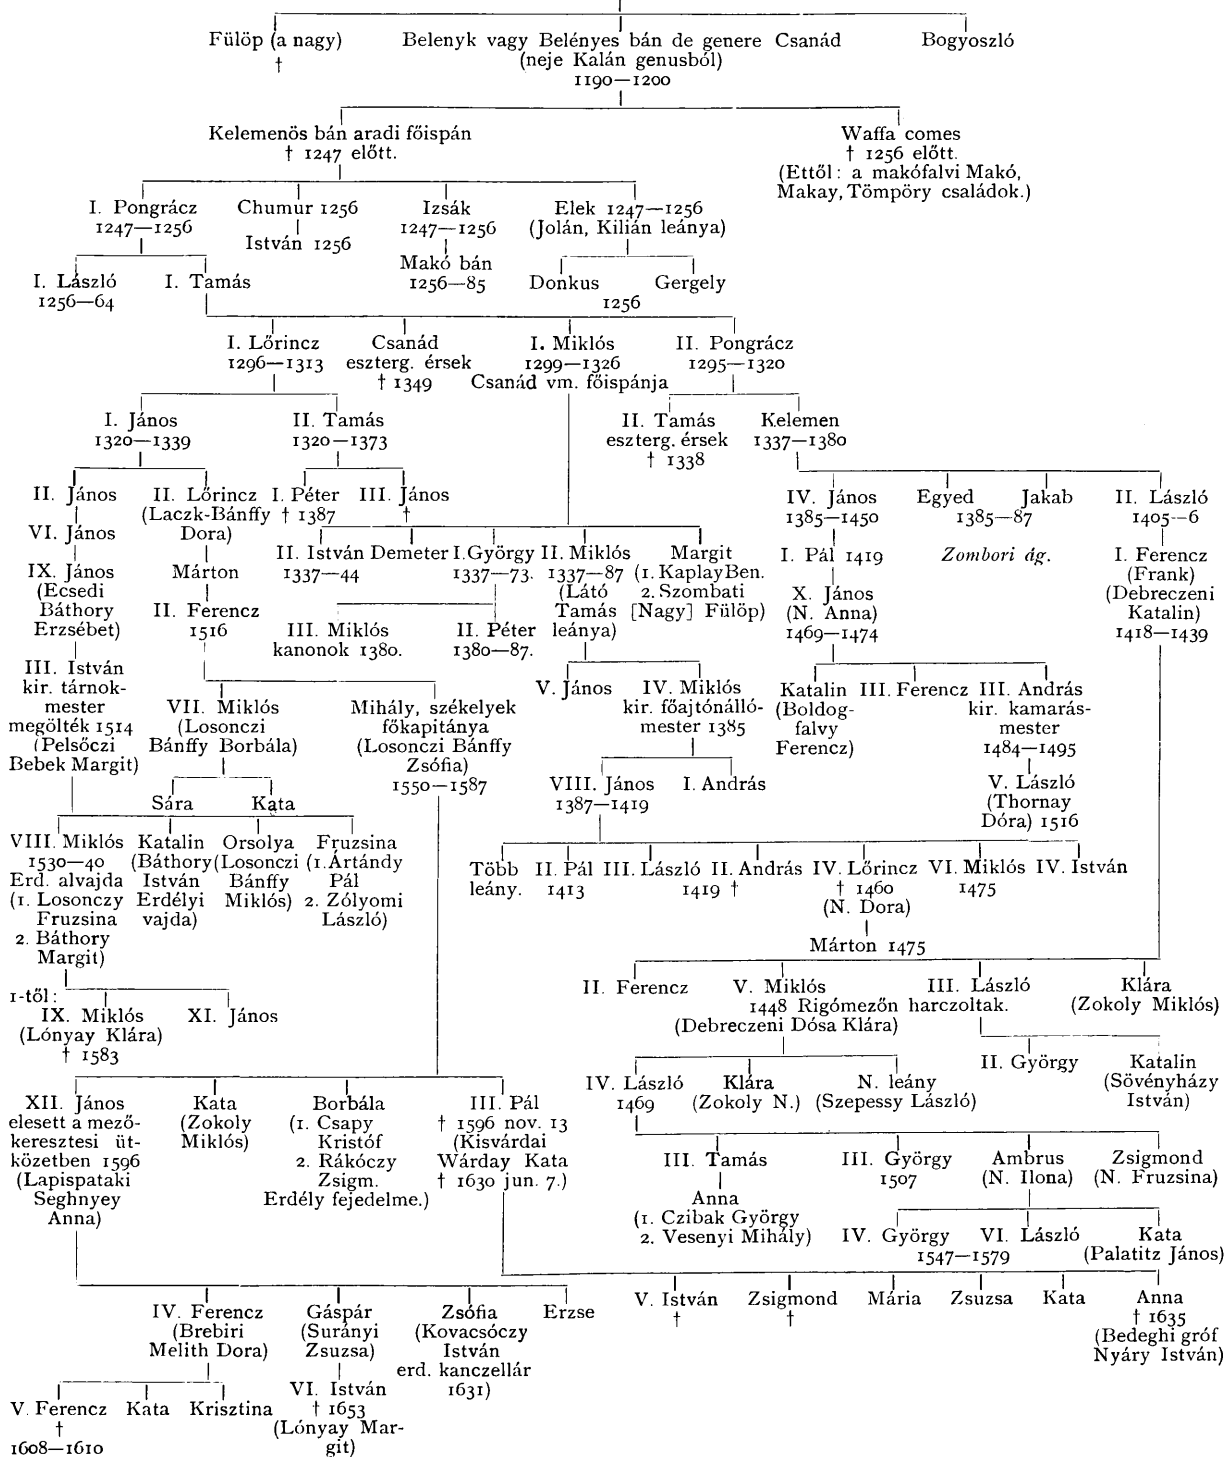 Fülöp (a nagy)
†
Belenyk vagy Belényes bán de genere Csanád
(neje Kalán genusból)
1190—1200
Bogyoszló
Kelemenös bán aradi főispán
† 1247 előtt.
Waffa comes
† 1256 előtt.
(Ettől : a makófalvi Makó,
Makay, Tömpöry családok.)
I. Pongrácz
1247—1256
Chumur 1256
István 1256
Izsák
1247—1256
Makó bán
1256—85
Elek 1247—1256
(Jolán, Kilián leánya)
I. László
1256—64
I. Tamás
Donkus Gergely
1256
I. Lőrincz
1296—1313
Csanád
eszterg. érsek
† 1349
I. Miklós
1299—1326
Csanád vm. főispánja
II. Pongrácz
1295—1320
I. János
1320—1339
II. Tamás
1320—1373
II. Tamás
eszterg. érsek
† 1338
Kelemen
1337—1380
II. János
VI. János
IX. János
(Ecsedi
Báthory
Erzsébet)
III. István
kir. tárnok-
mester
megölték 1514
(Pelsőczi
Bebek Margit)
II. Lőrincz
(Laczk-Bánffy
Dora)
Márton
II. Ferencz
1516
I. Péter
† 1387
III. János
†
IV. János
1385—1450
I. Pál 1419
X. János
(N. Anna)
1469—1474
Egyed Jakab
1385—87
Zombori ág.
II. László
1405--6
I. Ferencz
(Frank)
(Debreczeni
Katalin)
1418—1439
II. István
1337—44
Demeter
I. György
1337—73.
II. Miklós
1337—87
(Látó
Tamás
leánya)
Margit
(1. Kaplay Ben.
2. Szombati
[Nagy] Fülöp)
III. Miklós
kanonok 1380.
II. Péter
1380—87.
V. János
IV. Miklós
kir. főajtónálló-
mester 1385
Katalin
(Boldog-
falvy
Ferencz)
III. Ferencz
III. András
kir. kamarás-
mester
1484—1495
V. László
(Thornay
Dóra) 1516
VII. Miklós
(Losonczi
Bánffy Borbála)
Mihály, székelyek
főkapitánya
(Losonczi Bánffy
Zsófia)
1550—1587
Sára Kata
VIII. János
1387—1419
I. András
VIII. Miklós
1530—40
Erd. alvajda
(1. Losonczy
Fruzsina
2. Báthory
Margit)
Katalin
(Báthory
István
Erdélyi
vajda)
Orsolya
(Losonczi
Bánffy
Miklós)
Fruzsina
(1. Ártándy
Pál
2. Zólyomi
László)
Több
leány.
II. Pál
1413
III. László II. András
1419 †
IV. Lőrincz
† 1460
(N. Dora)
Márton 1475
VI. Miklós
1475
IV. István
1-től :
IX. Miklós
(Lónyay Klára)
† 1583
XI. János
II. Ferencz V. Miklós III. László
1448 Rigómezőn harczoltak.
(Debreczeni Dósa Klára)
Klára
(Zokoly Miklós)
II. György
Katalin
(Sövényházy
István)
IV. László
1469
Klára
(Zokoly N.)
N. leány
(Szepessy László)
XII. János
elesett a mező-
keresztesi üt-
közetben 1596
(Lapispataki
Seghnyey
Anna)
Kata
(Zokoly
Miklós)
Borbála
(1. Csapy
Kristóf
2. Rákóczy
Zsigm.
Erdély fejedelme.)
III. Pál
† 1596 nov. 13
(Kisvárdai
Wárday Kata
† 1630 jun. 7.)
III. Tamás
Anna
(1. Czibak György
2. Vesenyi Mihály)
III. György
1507
Ambrus
(N. Ilona)
Zsigmond
(N. Fruzsina)
IV. György VI. László
1547—1579
Kata
(Palatitz János)
IV. Ferencz
(Brebiri
Melith Dora)
Gáspár
(Surányi
Zsuzsa)
VI. István
† 1653
(Lónyay Mar-
git)
Zsófia
(Kovacsóczy
István
erd. kanczellár
1631)
Erzse
V. István
†
Zsigmond
†
Mária
Zsuzsa
Kata
Anna
† 1635
(Bedeghi gróf
Nyáry István)
V. Ferencz
†
1608—1610
Kata
Krisztina